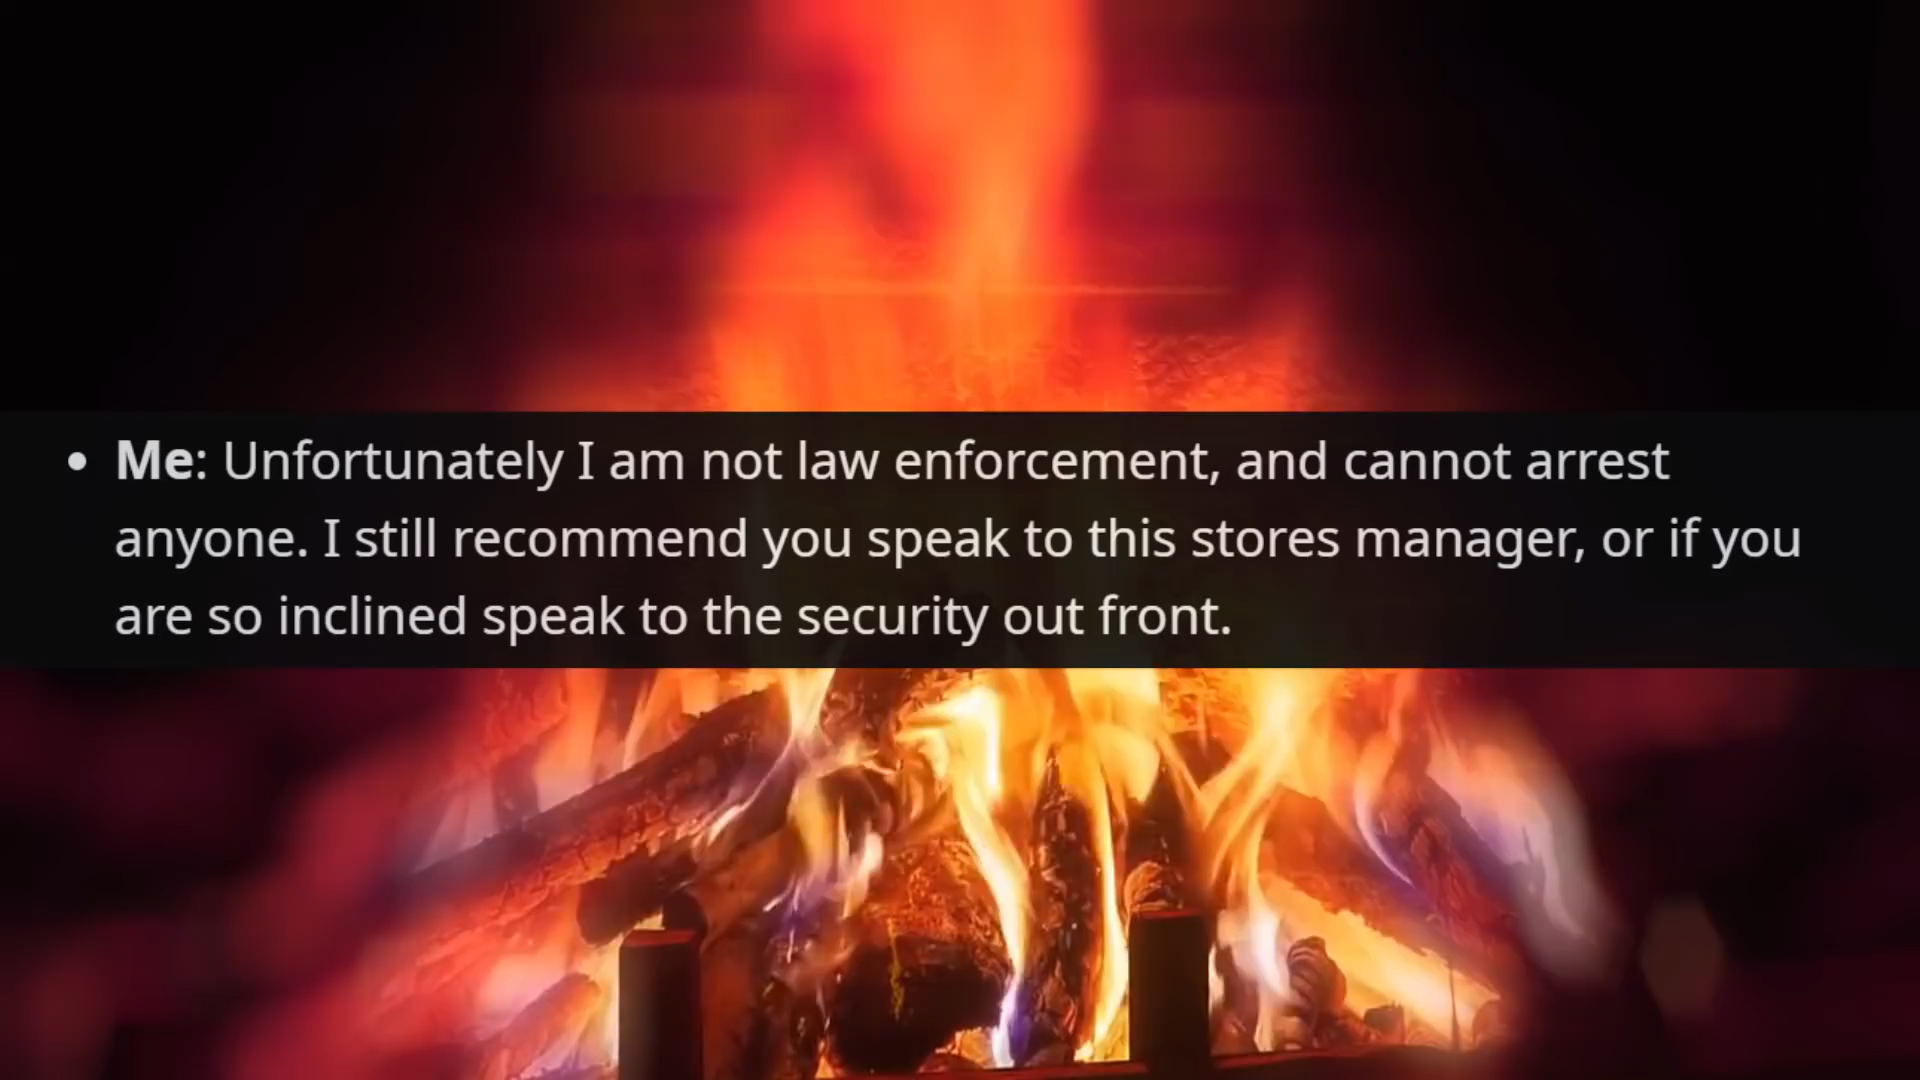 • Me: Unfortunately I am not law enforcement, and cannot arrest
anyone. I still recommend you speak to this stores manager, or if you
are so inclined speak to the security out front.